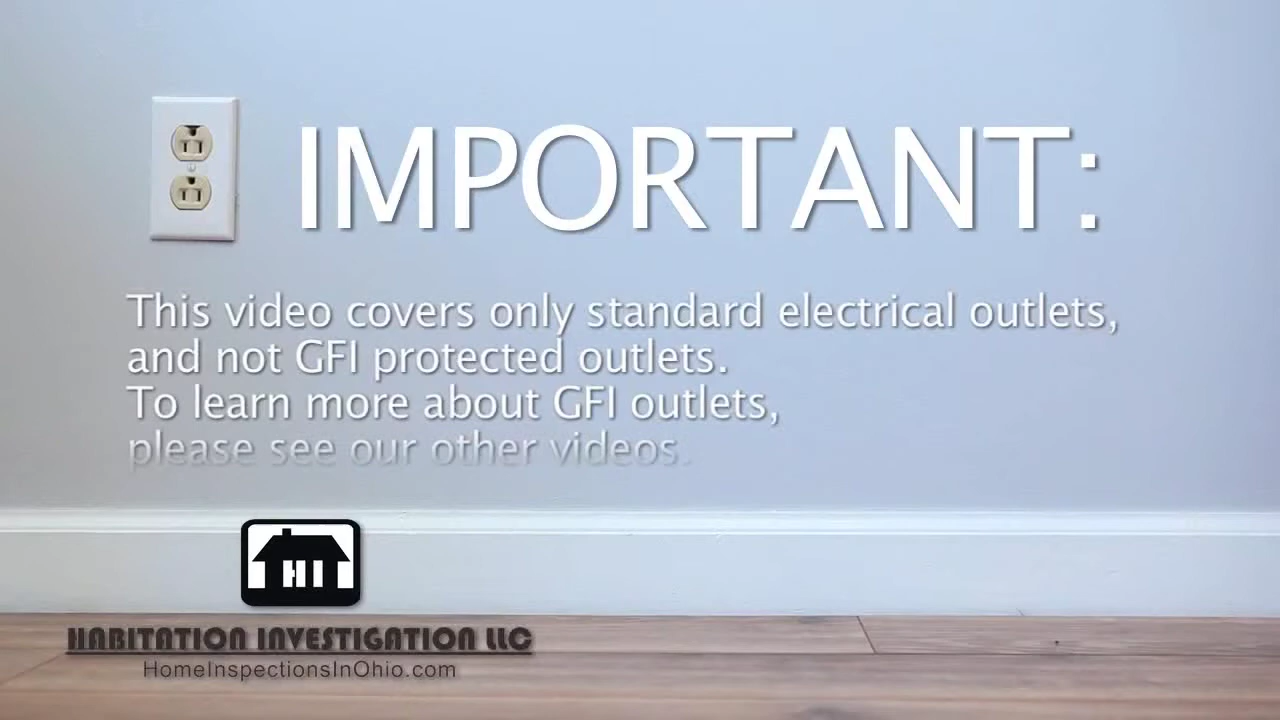 IMPORTANT:
This video covers only standard electrical outlets,
and not GFI protected outlets.
To learn more about GFI outlets,
please see our other videos.
HI
HABITATION INVESTIGATION LLC
HomeInspectionsInOhio.com